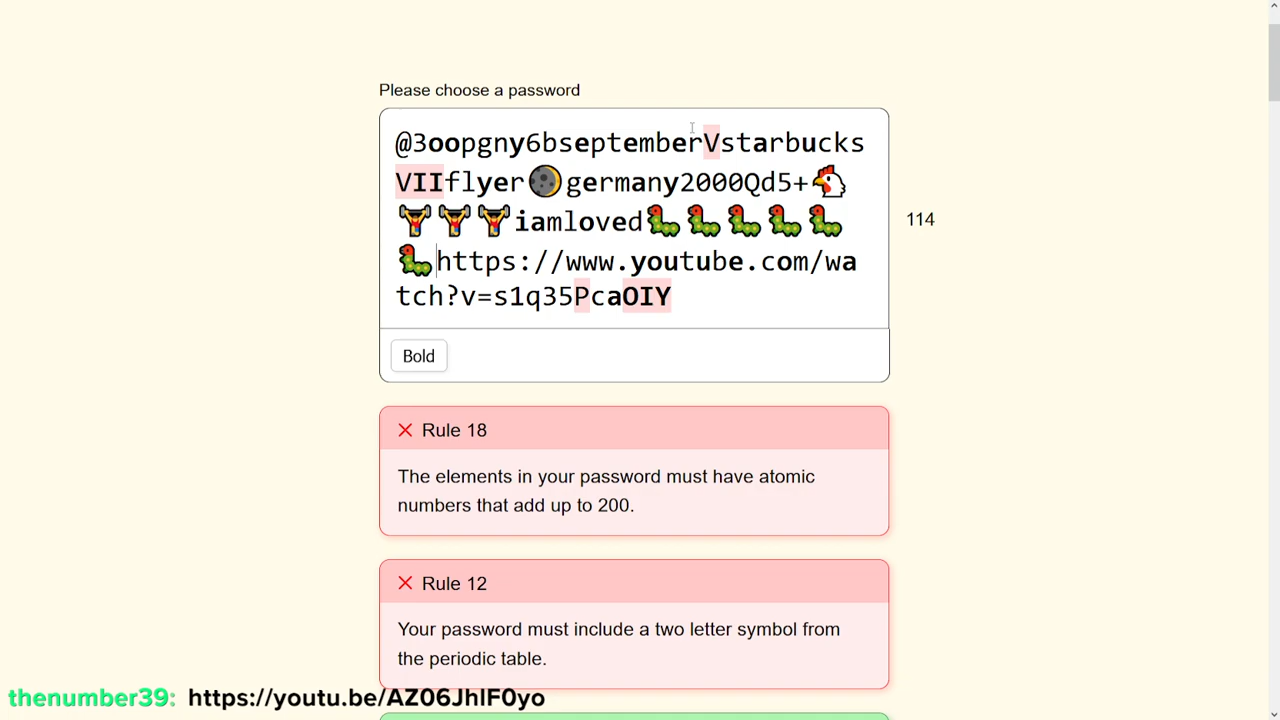 Please choose a password
@3oopgny6bseptemberVstarbucks
VIIflyer🌒germany2000Qd5+🐔
🏋️🏋️🏋️iamloved🐛🐛🐛🐛🐛
🐛https://www.youtube.com/wa
tch?v=s1q35PcaOIY
114
Bold
Rule 18
The elements in your password must have atomic
numbers that add up to 200.
Rule 12
Your password must include a two letter symbol from
the periodic table.
thenumber39: https://youtu.be/AZ06JhlF0yo